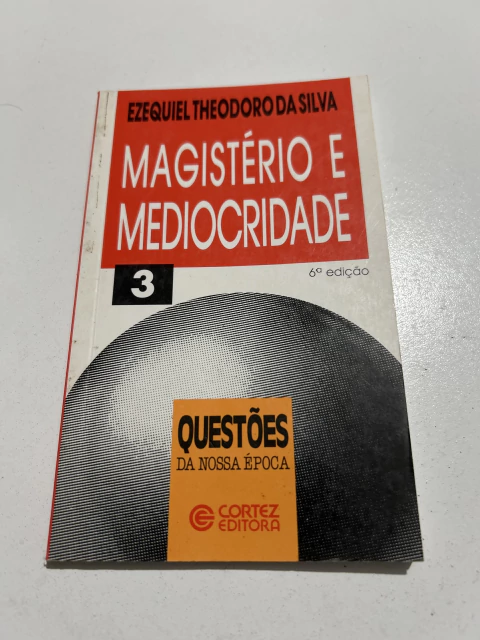 EZEQUIEL THEODORO DA SILVA
MAGISTÉRIO E
MEDIOCRIDADE
3
6ª edição
QUESTÕES
DA NOSSA ÉPOCA
CORTEZ
EDITORA